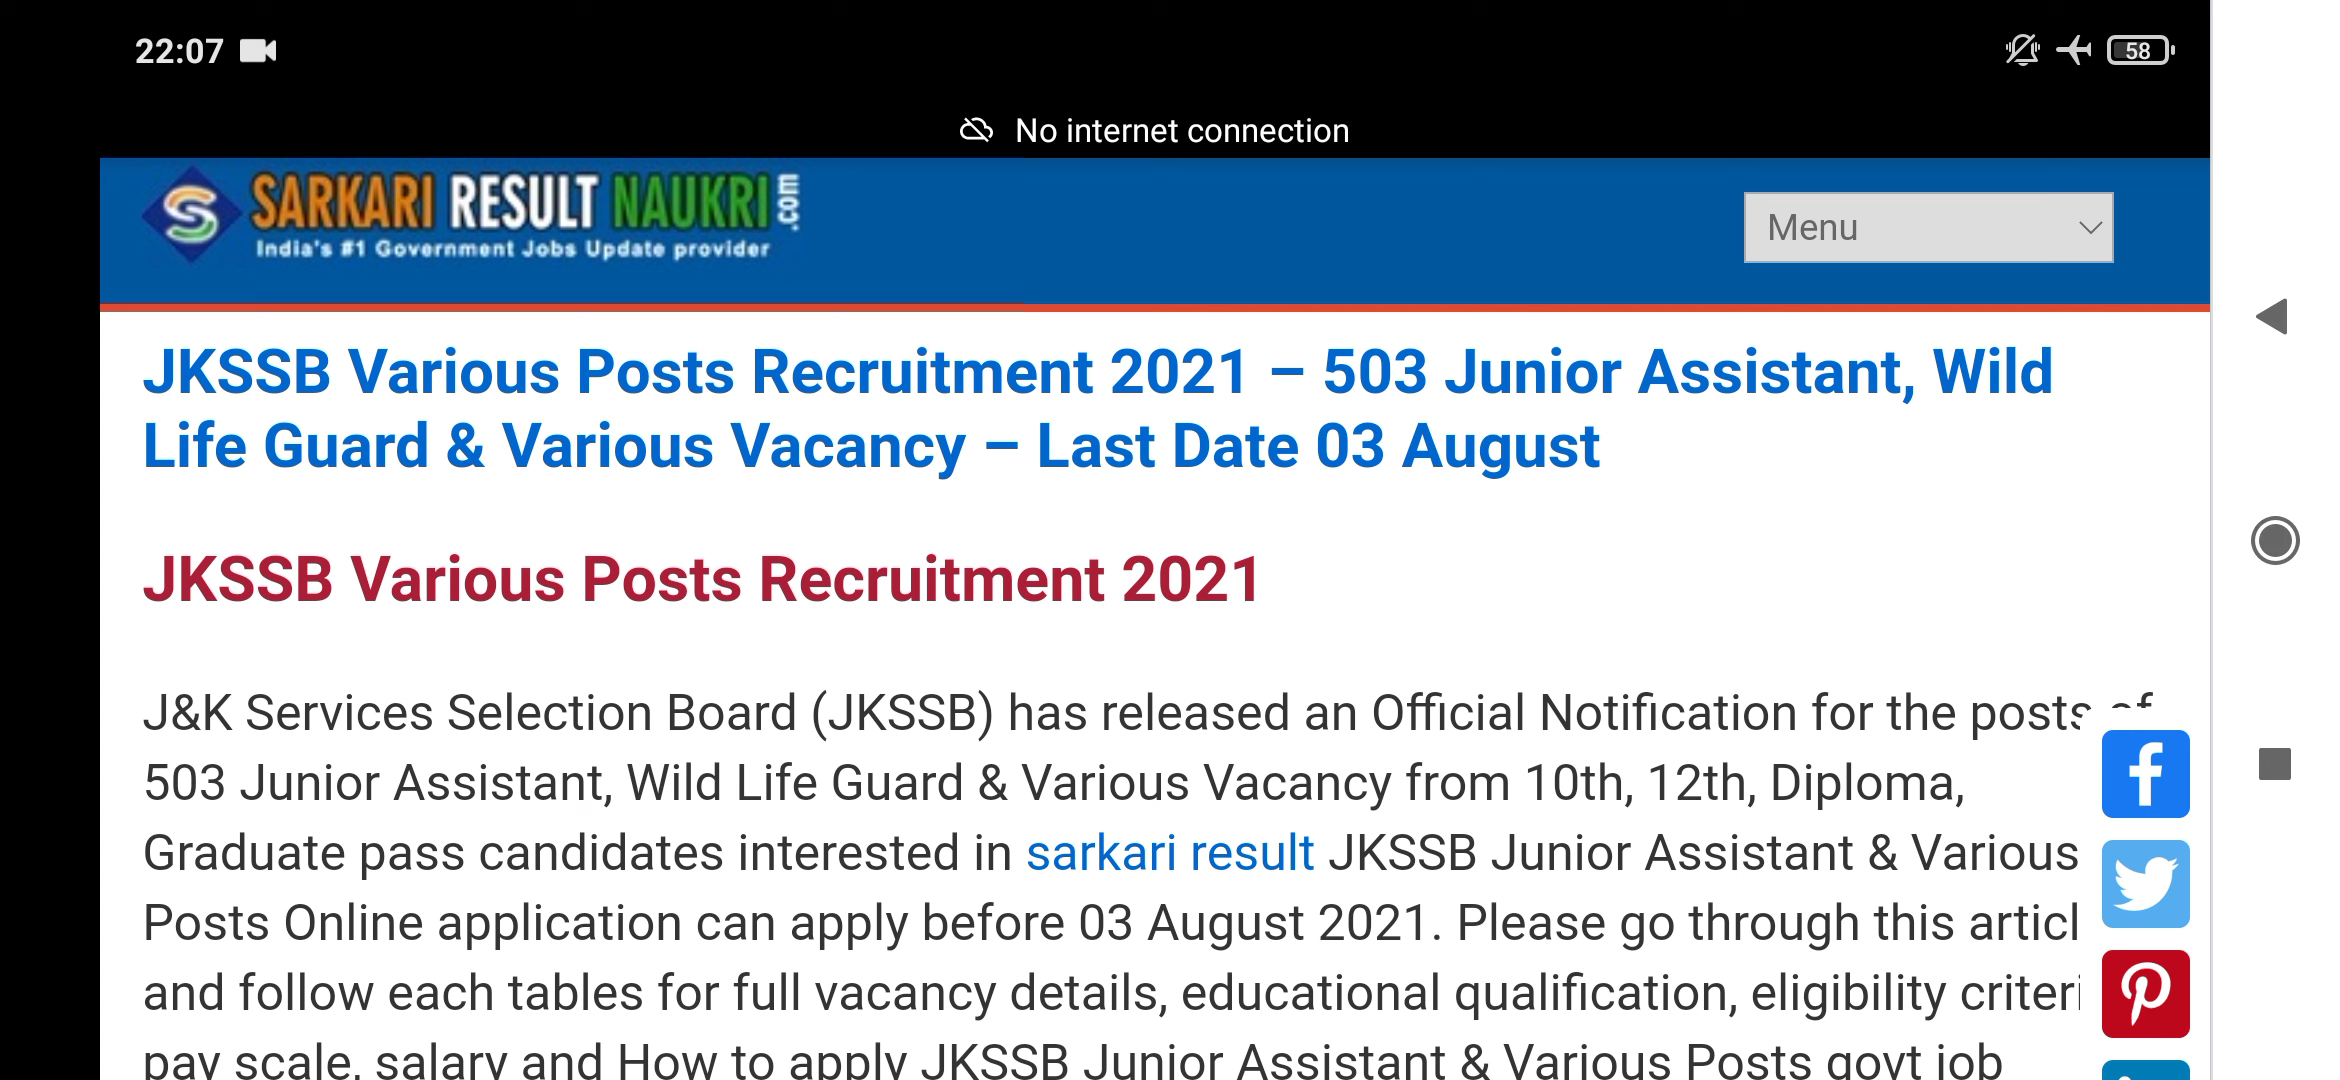 22:07
58
No internet connection
SARKARI RESULT NAUKRI.com
India's #1 Government Jobs Update provider
Menu
JKSSB Various Posts Recruitment 2021 – 503 Junior Assistant, Wild
Life Guard & Various Vacancy – Last Date 03 August
JKSSB Various Posts Recruitment 2021
J&K Services Selection Board (JKSSB) has released an Official Notification for the posts of
503 Junior Assistant, Wild Life Guard & Various Vacancy from 10th, 12th, Diploma,
Graduate pass candidates interested in sarkari result JKSSB Junior Assistant & Various
Posts Online application can apply before 03 August 2021. Please go through this articl
and follow each tables for full vacancy details, educational qualification, eligibility criteri
pay scale, salary and How to apply JKSSB Junior Assistant & Various Posts govt job